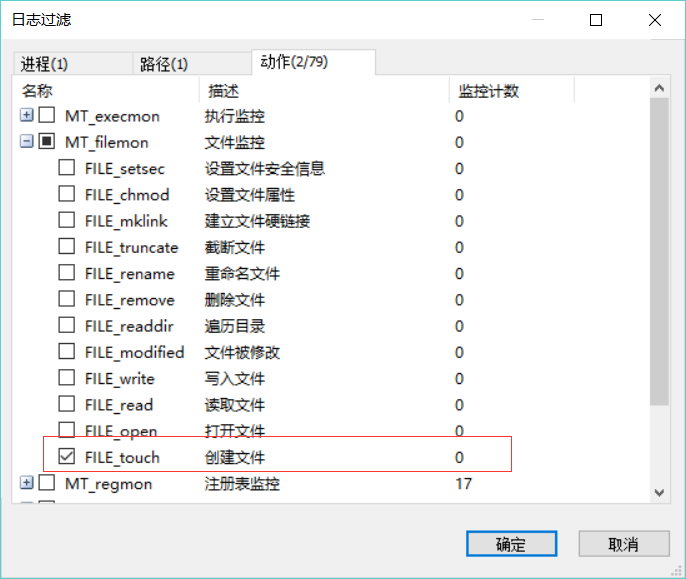 日志过滤
进程(1) 路径(1) 动作(2/79)
名称 描述 监控计数
MT_execmon 执行监控 0
MT_filemon 文件监控 0
FILE_setsec 设置文件安全信息 0
FILE_chmod 设置文件属性 0
FILE_mklink 建立文件硬链接 0
FILE_truncate 截断文件 0
FILE_rename 重命名文件 0
FILE_remove 删除文件 0
FILE_readdir 遍历目录 0
FILE_modified 文件被修改 0
FILE_write 写入文件 0
FILE_read 读取文件 0
FILE_open 打开文件 0
FILE_touch 创建文件 0
MT_regmon 注册表监控 17
确定 取消